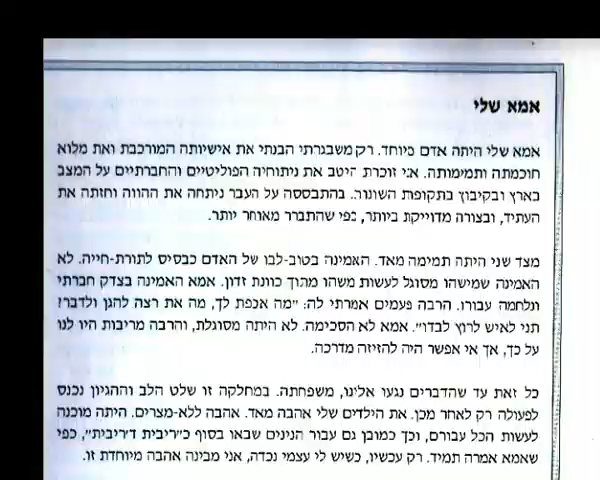 אמא שלי
אמא שלי היתה אדם מיוחד. רק משבגרתי הבנתי את אישיותה המורכבת ואת מלוא
חוכמתה ותמימותה. אני זוכרת היטב את ניתוחיה הפוליטיים והחברתיים על המצב
בארץ ובקיבוץ בתקופות השונות. בהתבססה על העבר ניתחה את ההווה וחזתה את
העתיד, ובצורה מדוייקת ביותר, כפי שהתברר מאוחר יותר.
מצד שני היתה תמימה מאד. האמינה בטוב-לבו של האדם כבסיס לתורת-חייה. לא
האמינה שמישהו מסוגל לעשות משהו מתוך כוונת זדון. אמא האמינה בצדק חברתי
ונלחמה עבורו. הרבה פעמים אמרתי לה: "מה אכפת לך, מה את רצה להגן ולדבר?
תני לאיש לרוץ לבדו". אמא לא הסכימה. לא היתה מסוגלת, והרבה מריבות היו לנו
על כך, אך אי אפשר היה להזיזה מדרכה.
כל זאת עד שהדברים נגעו אלינו, משפחתה. במחלקה זו שלט הלב וההגיון נכנס
לפעולה רק לאחר מכן. את הילדים שלי אהבה מאד. אהבה ללא-מצרים. היתה מוכנה
לעשות הכל עבורם, וכך כמובן גם עבור הנינים שבאו בסוף כ"ריבית דריבית", כפי
שאמא אמרה תמיד. רק עכשיו, כשיש לי עצמי נכדה, אני מבינה אהבה מיוחדת זו.